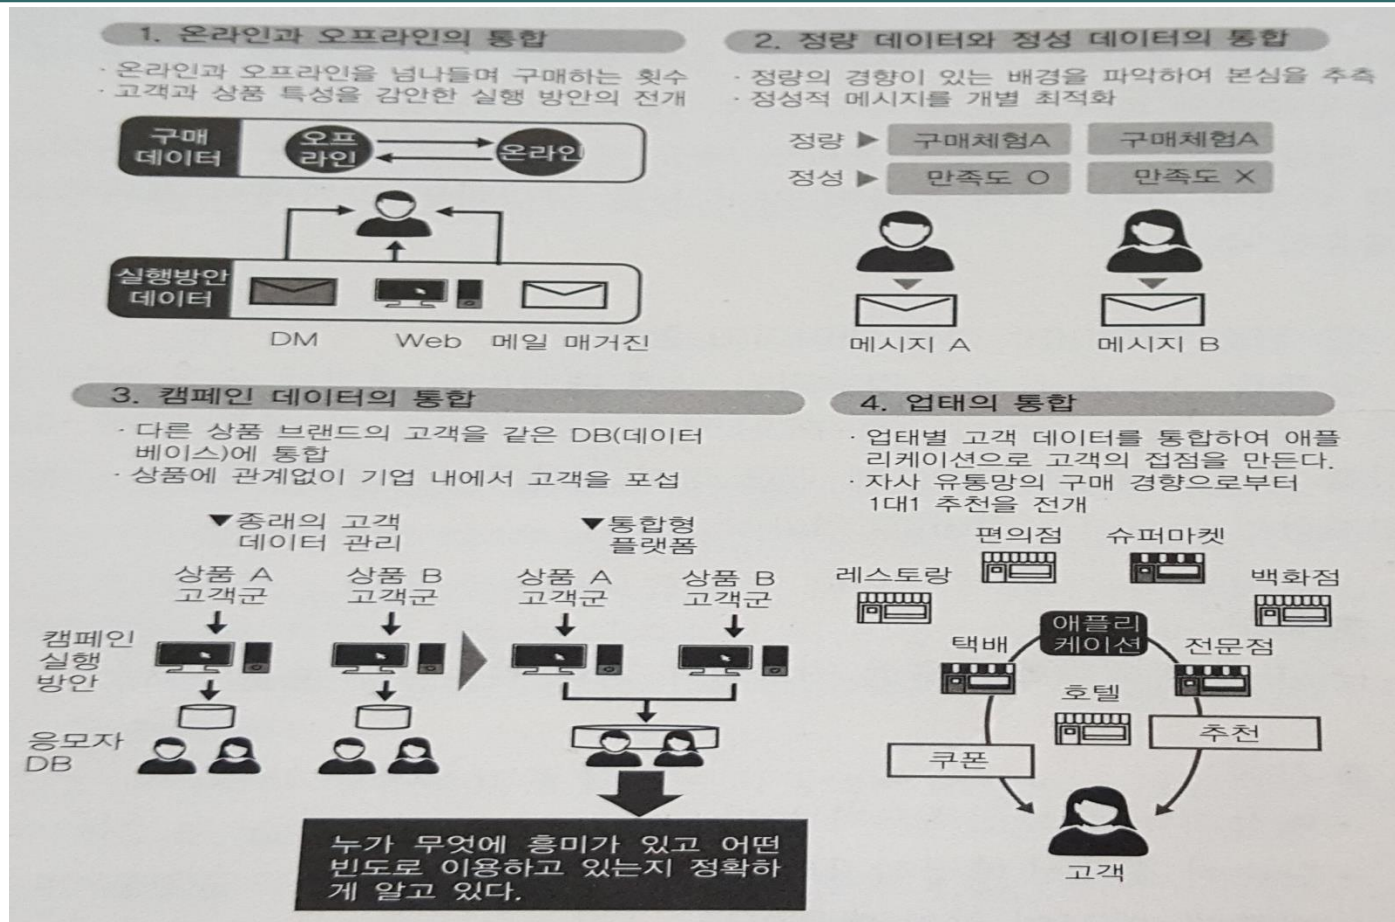 1. 온라인과 오프라인의 통합
· 온라인과 오프라인을 넘나들며 구매하는 횟수
· 고객과 상품 특성을 감안한 실행 방안의 전개
구매
데이터
오프
라인
온라인
실행방안
데이터
DM
Web
메일 매거진
2. 정량 데이터와 정성 데이터의 통합
· 정량의 경향이 있는 배경을 파악하여 본심을 추측
· 정성적 메시지를 개별 최적화
정량 ▶ 구매체험A 구매체험A
정성 ▶ 만족도 O 만족도 X
메시지 A
메시지 B
3. 캠페인 데이터의 통합
· 다른 상품 브랜드의 고객을 같은 DB(데이터
베이스)에 통합
· 상품에 관계없이 기업 내에서 고객을 포섭
▼종래의 고객
데이터 관리
▼통합형
플랫폼
상품 A
고객군
상품 B
고객군
상품 A
고객군
상품 B
고객군
캠페인
실행
방안
응모자
DB
누가 무엇에 흥미가 있고 어떤
빈도로 이용하고 있는지 정확하
게 알고 있다.
4. 업태의 통합
· 업태별 고객 데이터를 통합하여 애플
리케이션으로 고객의 접점을 만든다.
· 자사 유통망의 구매 경향으로부터
1대1 추천을 전개
편의점
슈퍼마켓
레스토랑
백화점
애플리
케이션
택배
전문점
호텔
쿠폰
추천
고객